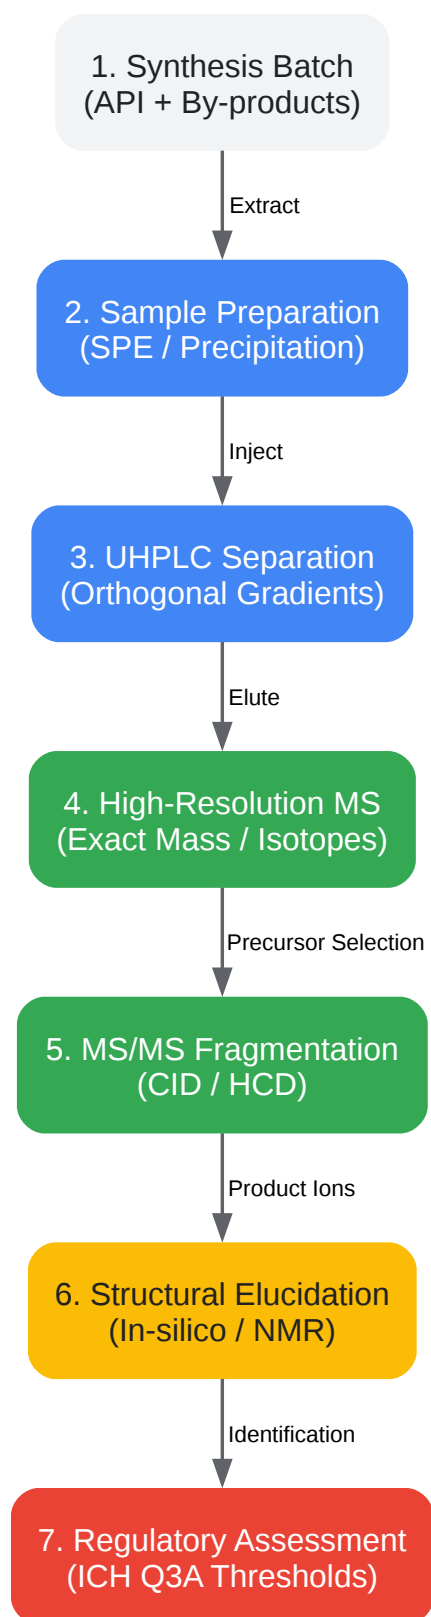 1. Synthesis Batch
(API + By-products)
Extract
2. Sample Preparation
(SPE / Precipitation)
Inject
3. UHPLC Separation
(Orthogonal Gradients)
Elute
4. High-Resolution MS
(Exact Mass / Isotopes)
Precursor Selection
5. MS/MS Fragmentation
(CID / HCD)
Product Ions
6. Structural Elucidation
(In-silico / NMR)
Identification
7. Regulatory Assessment
(ICH Q3A Thresholds)